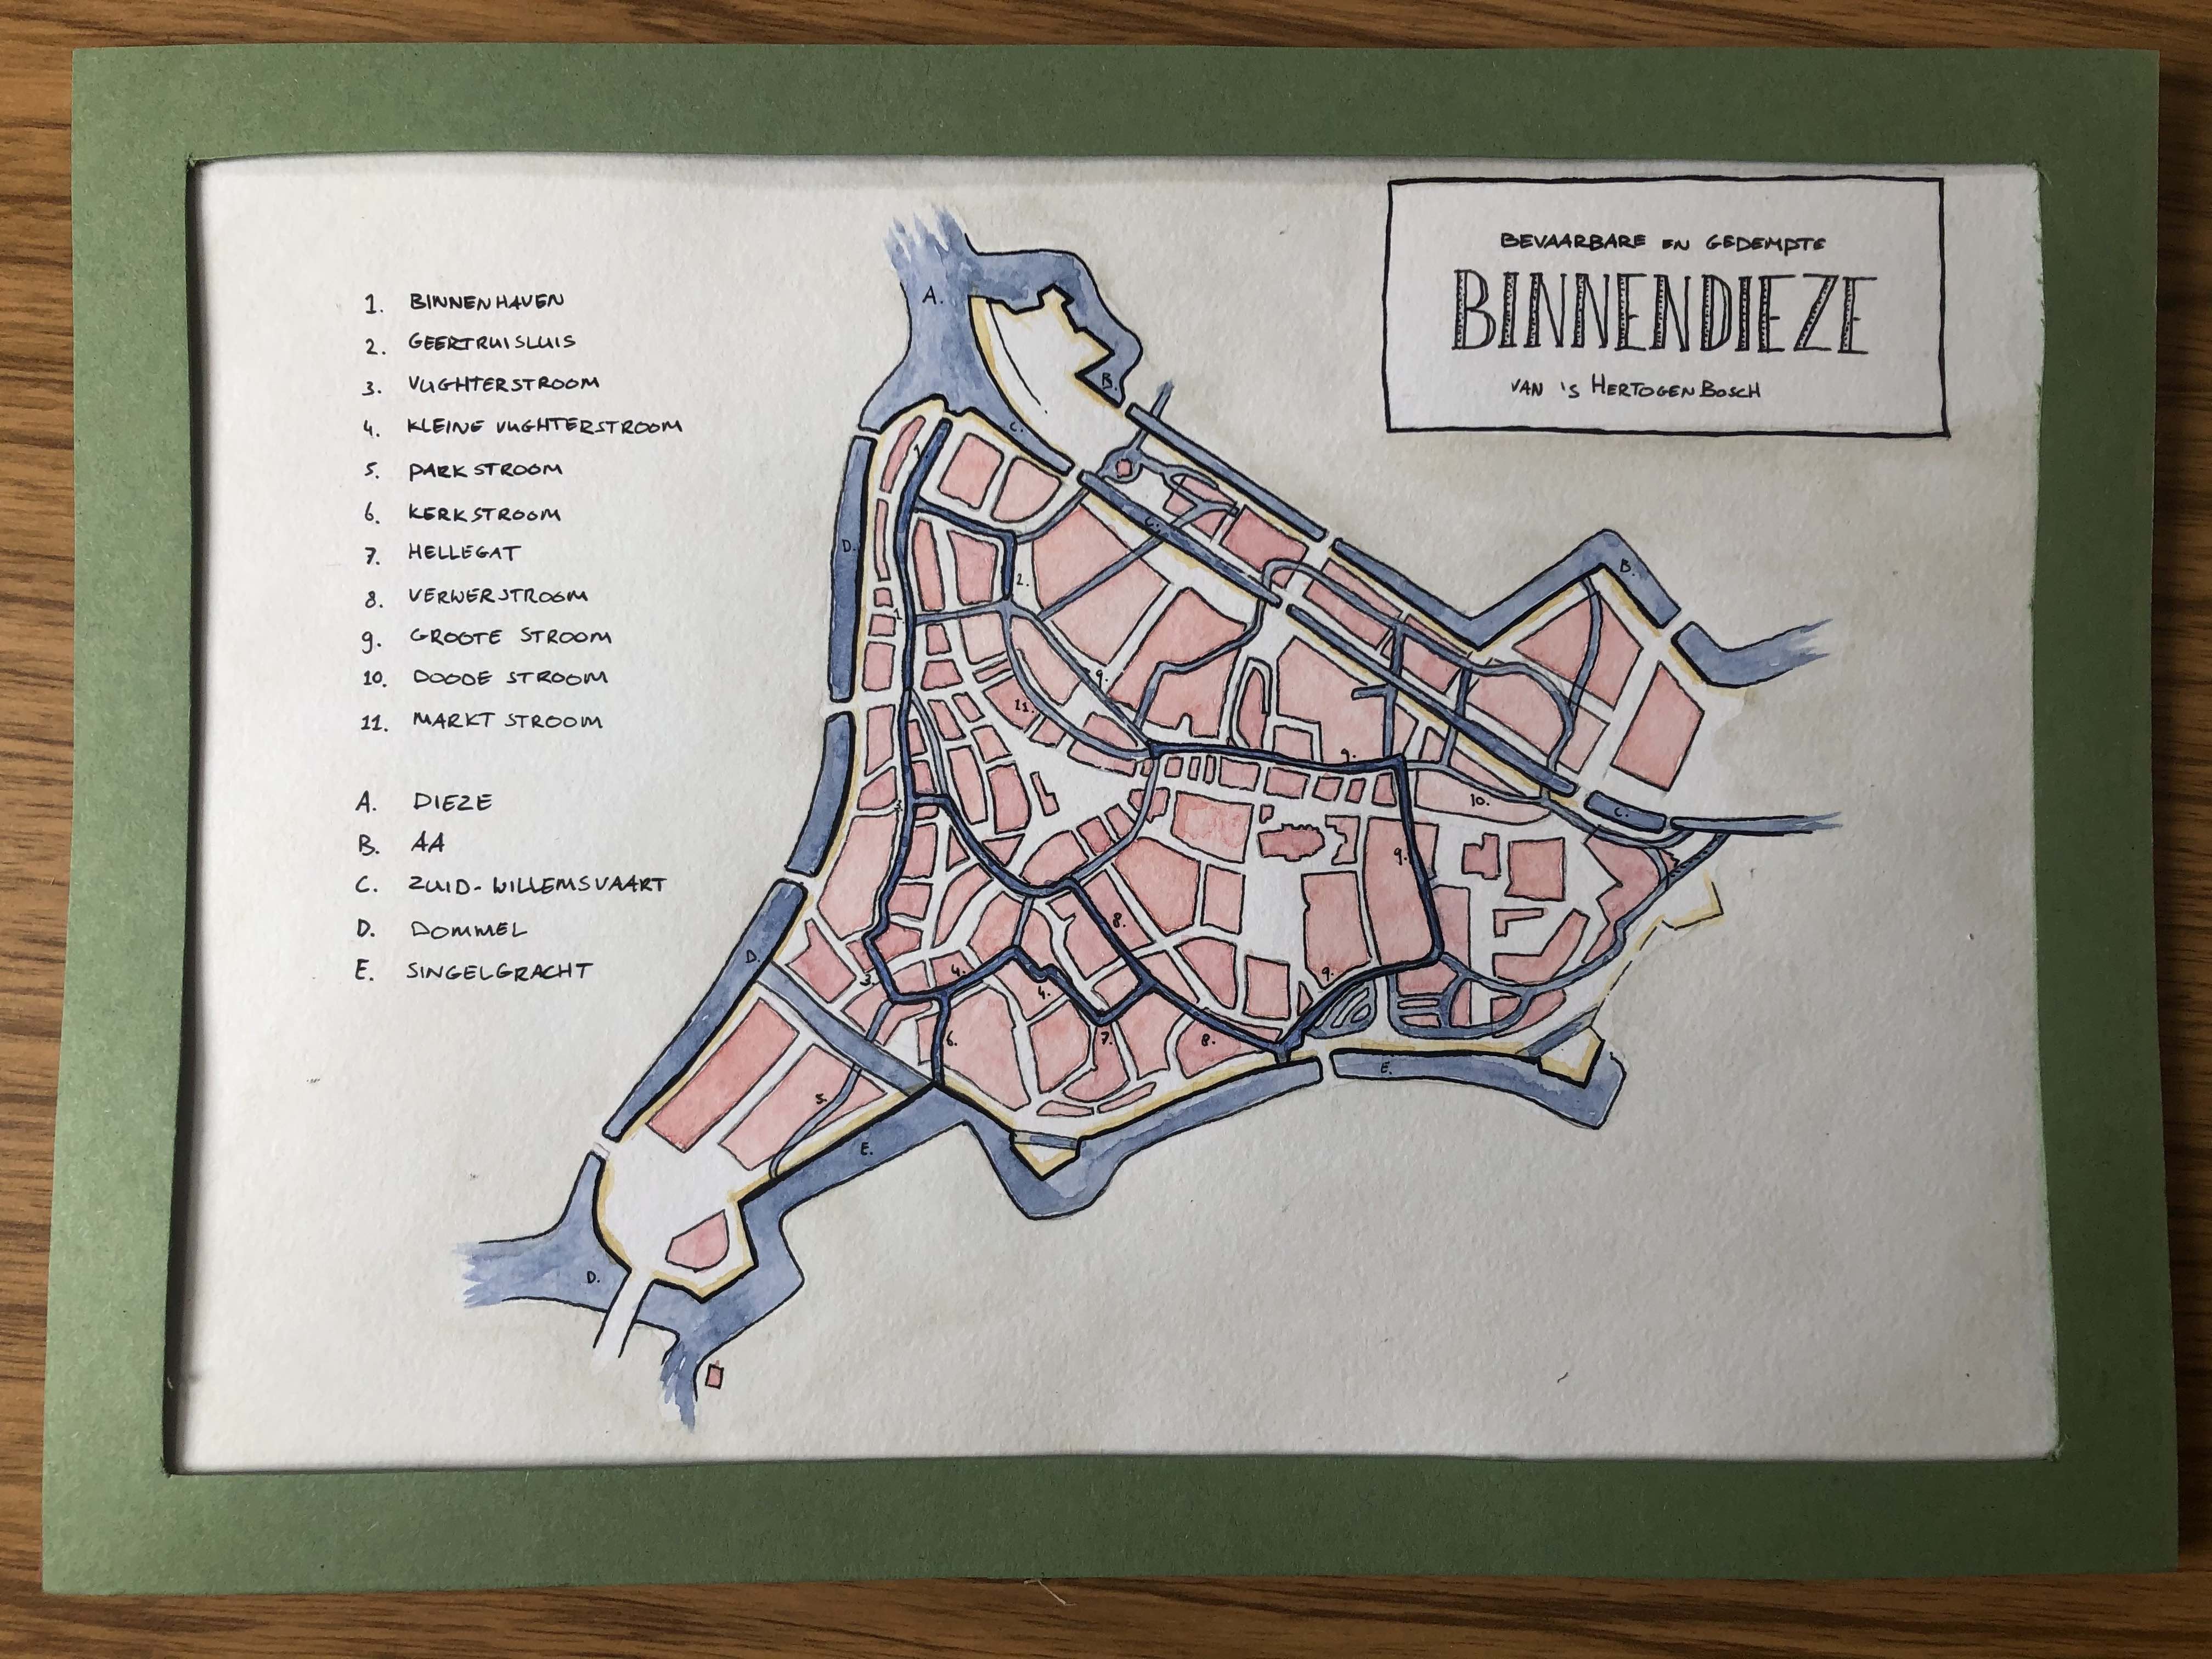 BEVAARBARE EN GEDEMPTE
BINNENDIEZE
VAN 'S HERTOGENBOSCH
1. BINNENHAVEN
2. GEERTRUISLUIS
3. VUGHTERSTROOM
4. KLEINE VUGHTERSTROOM
5. PARKSTROOM
6. KERKSTROOM
7. HELLEGAT
8. VERWERSTROOM
9. GROOTE STROOM
10. DOODE STROOM
11. MARKT STROOM
A. DIEZE
B. AA
C. ZUID-WILLEMSVAART
D. DOMMEL
E. SINGELGRACHT
A.
B.
C.
1.
C.
D.
2.
B.
9.
11.
9.
10.
C.
3.
9.
8.
D.
3.
4.
4.
9.
6.
7.
8.
E.
5.
E.
D.